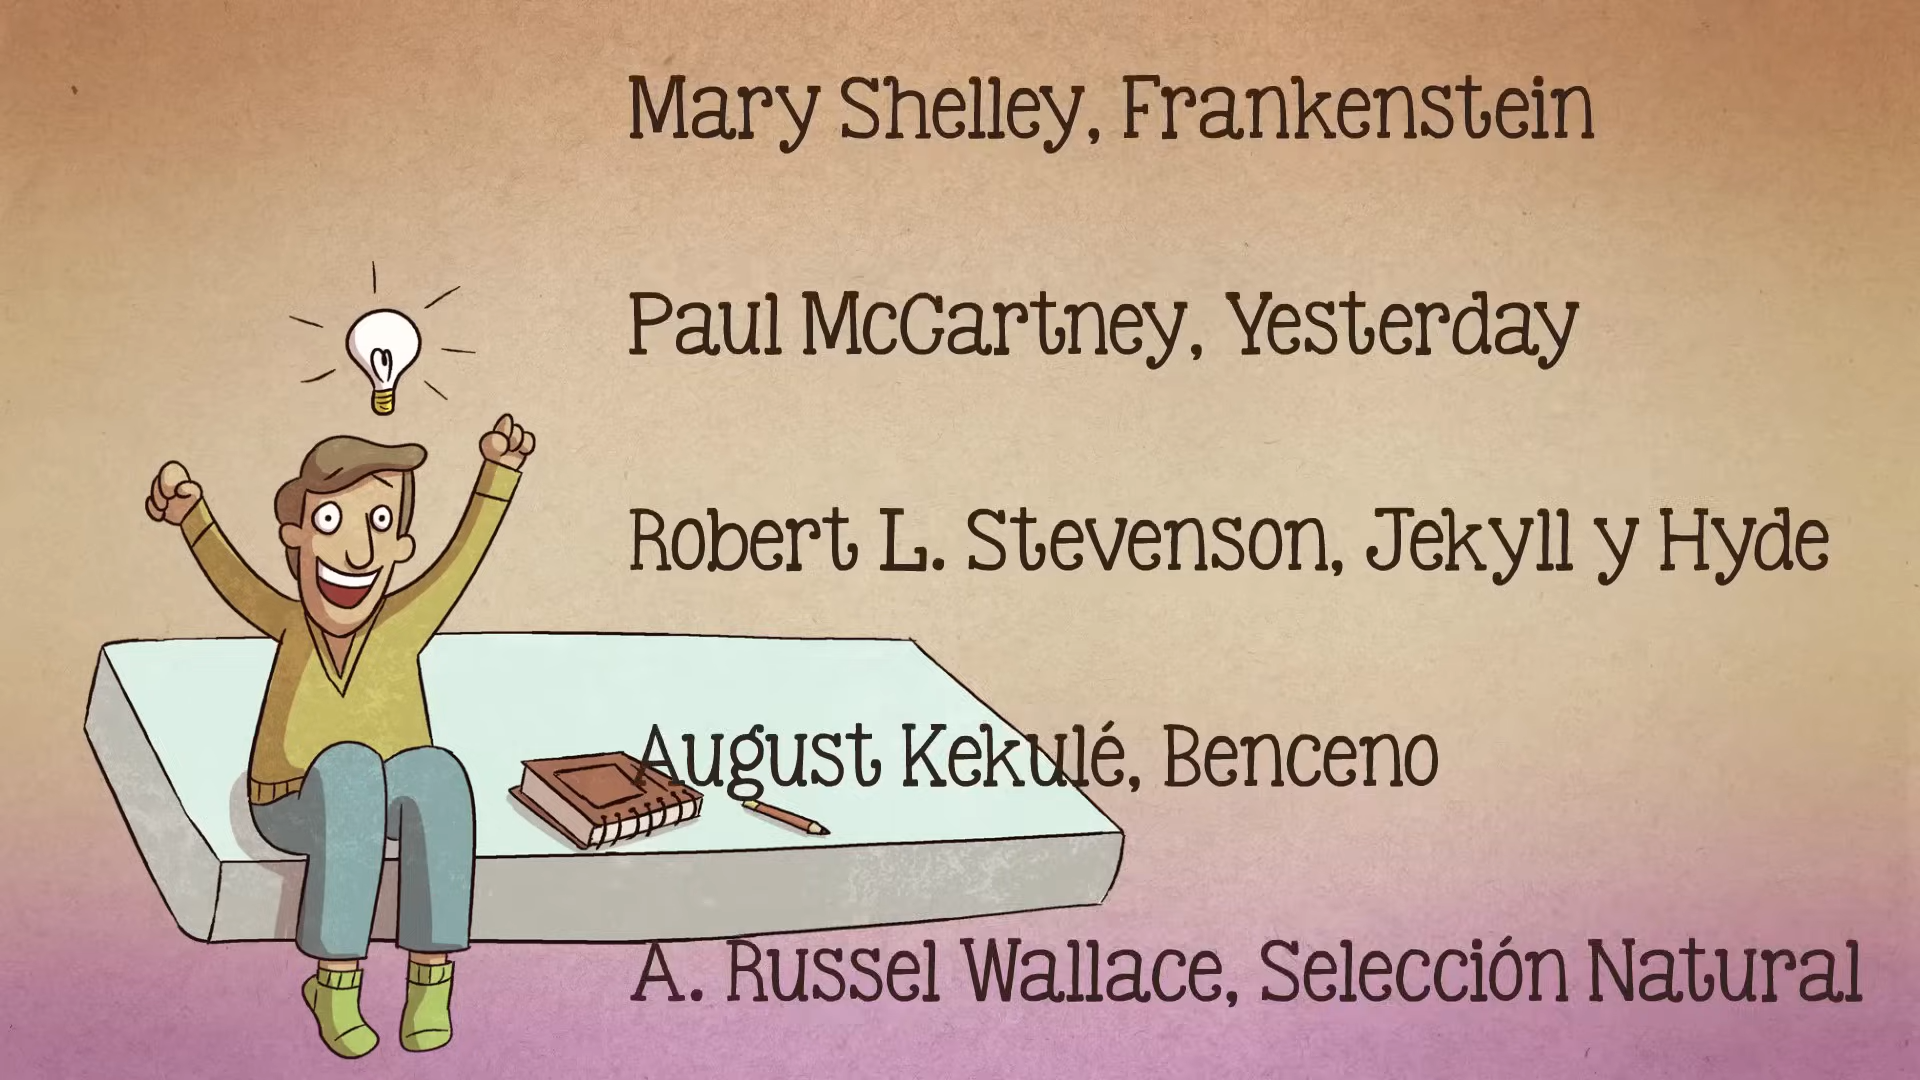 Mary Shelley, Frankenstein
Paul McCartney, Yesterday
Robert L. Stevenson, Jekyll y Hyde
August Kekulé, Benceno
A. Russel Wallace, Selección Natural